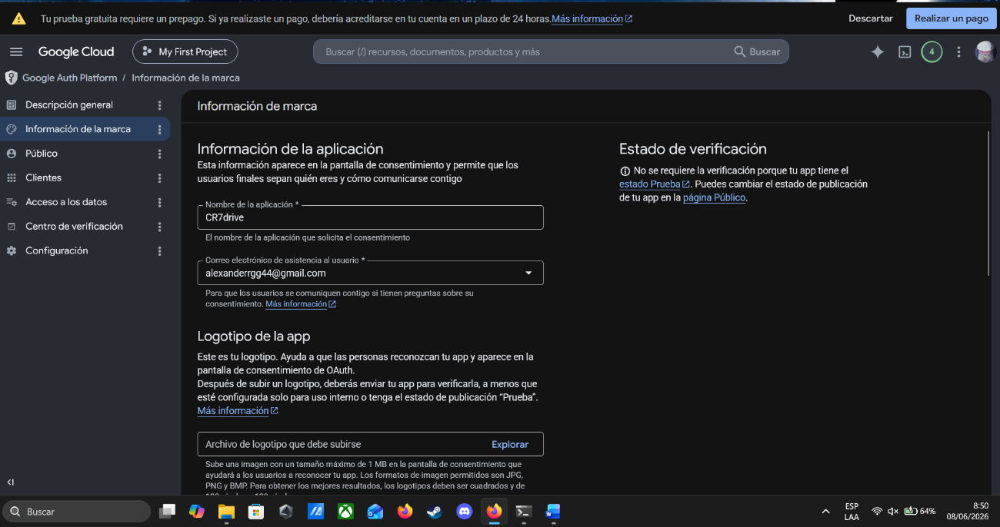 Tu prueba gratuita requiere un prepago. Si ya realizaste un pago, debería acreditarse en tu cuenta en un plazo de 24 horas. Más información
Descartar
Realizar un pago
Google Cloud
My First Project
Buscar (/) recursos, documentos, productos y más
Buscar
4
Google Auth Platform / Información de la marca
Descripción general
Información de la marca
Público
Clientes
Acceso a los datos
Centro de verificación
Configuración
Información de marca
Información de la aplicación
Esta información aparece en la pantalla de consentimiento y permite que los
usuarios finales sepan quién eres y cómo comunicarse contigo
Nombre de la aplicación *
CR7drive
El nombre de la aplicación que solicita el consentimiento
Correo electrónico de asistencia al usuario *
alexanderrgg44@gmail.com
Para que los usuarios se comuniquen contigo si tienen preguntas sobre su
consentimiento. Más información
Logotipo de la app
Este es tu logotipo. Ayuda a que las personas reconozcan tu app y aparece en la
pantalla de consentimiento de OAuth.
Después de subir un logotipo, deberás enviar tu app para verificarla, a menos que
esté configurada solo para uso interno o tenga el estado de publicación “Prueba”.
Más información
Archivo de logotipo que debe subirse
Explorar
Sube una imagen con un tamaño máximo de 1 MB en la pantalla de consentimiento que
ayudará a los usuarios a reconocer tu app. Los formatos de imagen permitidos son JPG,
PNG y BMP. Para obtener los mejores resultados, los logotipos deben ser cuadrados y de
Estado de verificación
No se requiere la verificación porque tu app tiene el
estado Prueba. Puedes cambiar el estado de publicación
de tu app en la página Público.
Buscar
ESP
LAA
64%
8:50
08/06/2026